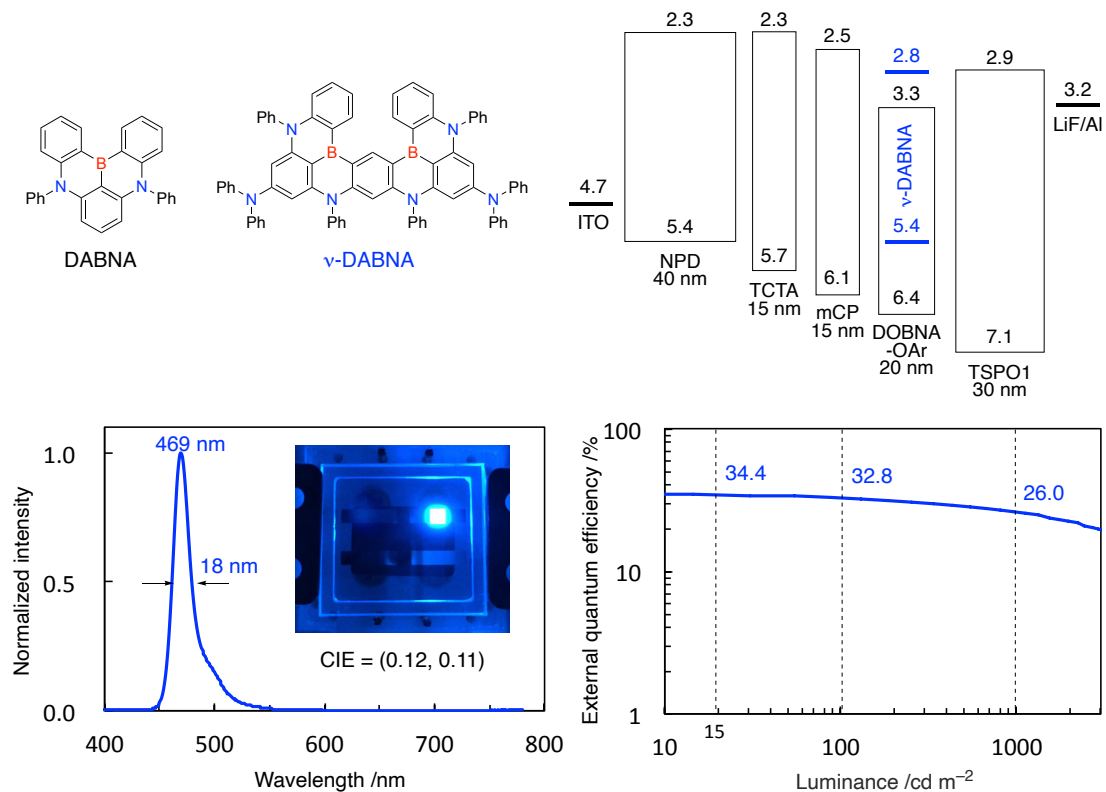 B
N
N
Ph
Ph
DABNA
Ph
N
N
Ph
B
B
Ph
N
N
Ph
Ph
N
N
Ph
Ph
Ph
ν-DABNA
2.3
2.3
2.5
2.8
2.9
3.3
3.2
LiF/Al
ν-DABNA
4.7
ITO
5.4
5.4
5.7
6.1
6.4
7.1
NPD
40 nm
TCTA
15 nm
mCP
15 nm
DOBNA
-OAr
20 nm
TSPO1
30 nm
469 nm
18 nm
CIE = (0.12, 0.11)
Normalized intensity
1.0
0.5
0.0
400 500 600 700 800
Wavelength /nm
External quantum efficiency /%
100
10
1
34.4
32.8
26.0
10 15 100 1000
Luminance /cd m⁻²